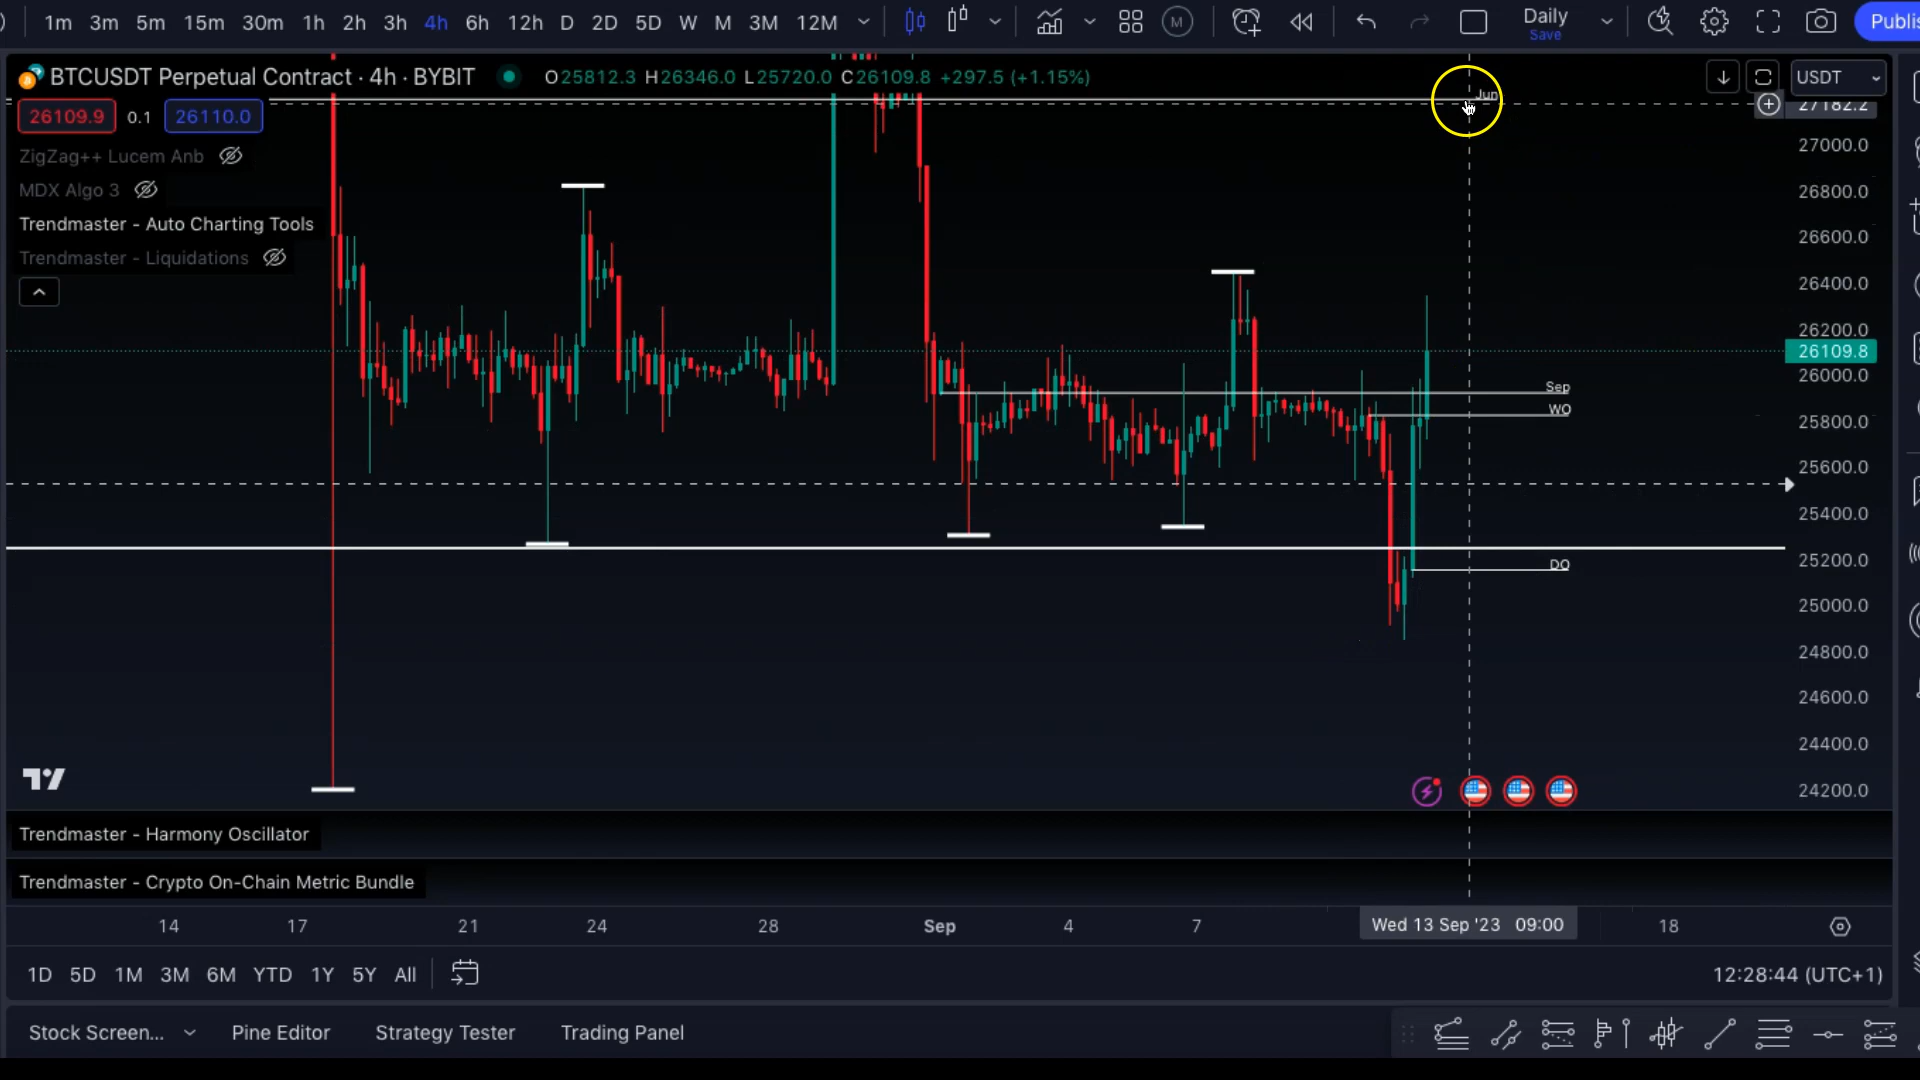 1m 3m 5m 15m 30m 1h 2h 3h 4h 6h 12h D 2D 5D W M 3M 12M M Daily
Save
BTCUSDT Perpetual Contract · 4h · BYBIT O25812.3 H26346.0 L25720.0 C26109.8 +297.5 (+1.15%) USDT
Jun
27182.2
26109.9 0.1 26110.0
27000.0
ZigZag++ Lucem Anb
MDX Algo 3
26800.0
Trendmaster - Auto Charting Tools
26600.0
Trendmaster - Liquidations
26400.0
26200.0
26109.8
26000.0
Sep
WO
25800.0
25600.0
25400.0
25200.0
DO
25000.0
24800.0
24600.0
24400.0
24200.0
Trendmaster - Harmony Oscillator
Trendmaster - Crypto On-Chain Metric Bundle
14 17 21 24 28 Sep 4 7 Wed 13 Sep '23 09:00 18
1D 5D 1M 3M 6M YTD 1Y 5Y All 12:28:44 (UTC+1)
Stock Screen... Pine Editor Strategy Tester Trading Panel